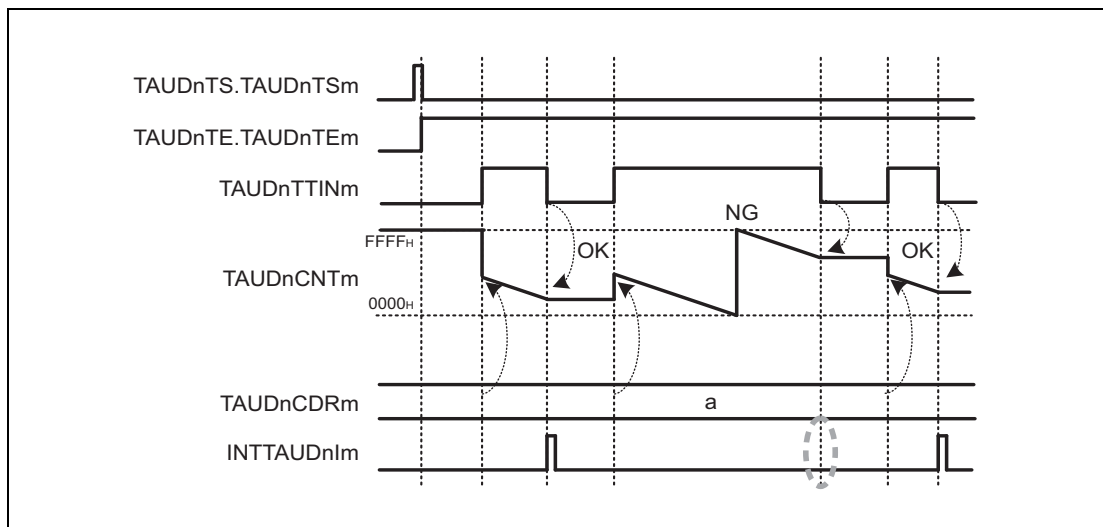 TAUDnTS.TAUDnTSm
TAUDnTE.TAUDnTEm
TAUDnTTINm
NG
FFFFH
OK
OK
TAUDnCNTm
0000H
TAUDnCDRm
a
INTTAUDnIm